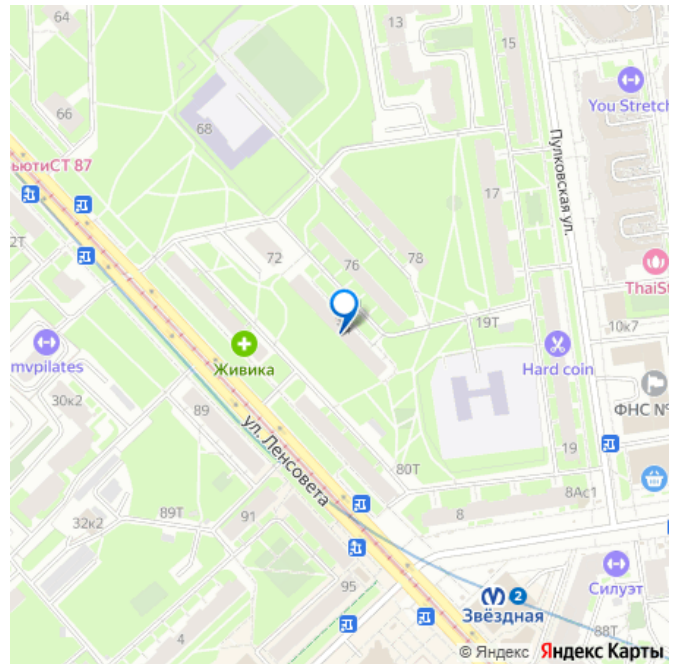 64
13
15
66
You Stretch
68
Пулковская ул.
ьютиСТ 87
17
2Т
72
76
78
ThaiSt
19Т
10к7
mvpilates
Живика
Hard coin
ФНС №
30к2
89
ул. Ленсовета
19
80Т
8Ас1
89Т
91
8
32к2
95
Силуэт
2
Звёздная
88Т
4
© Яндекс Яндекс Карты